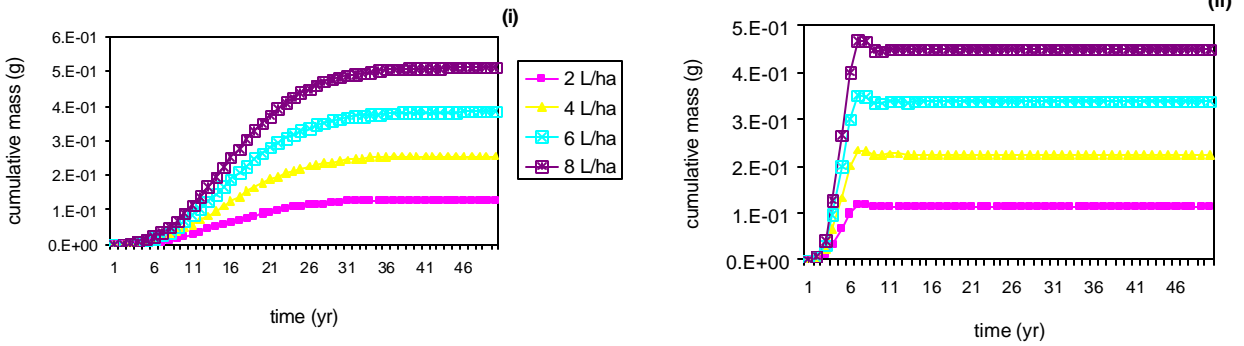 (i)
6.E-01
5.E-01
4.E-01
3.E-01
2.E-01
1.E-01
0.E+00
cumulative mass (g)
1 6 11 16 21 26 31 36 41 46
time (yr)
2 L/ha
4 L/ha
6 L/ha
8 L/ha
(ii)
5.E-01
4.E-01
3.E-01
2.E-01
1.E-01
0.E+00
cumulative mass (g)
1 6 11 16 21 26 31 36 41 46
time (yr)